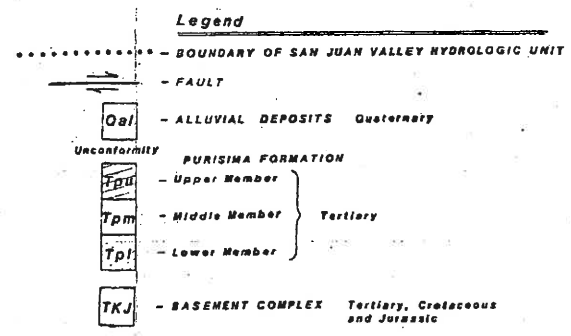 Legend
- BOUNDARY OF SAN JUAN VALLEY HYDROLOGIC UNIT
- FAULT
Qal - ALLUVIAL DEPOSITS Quaternary
Unconformity
PURISIMA FORMATION
Tpu - Upper Member
Tpm - Middle Member Tertiary
Tpl - Lower Member
TKJ - BASEMENT COMPLEX Tertiary, Cretaceous
and Jurassic